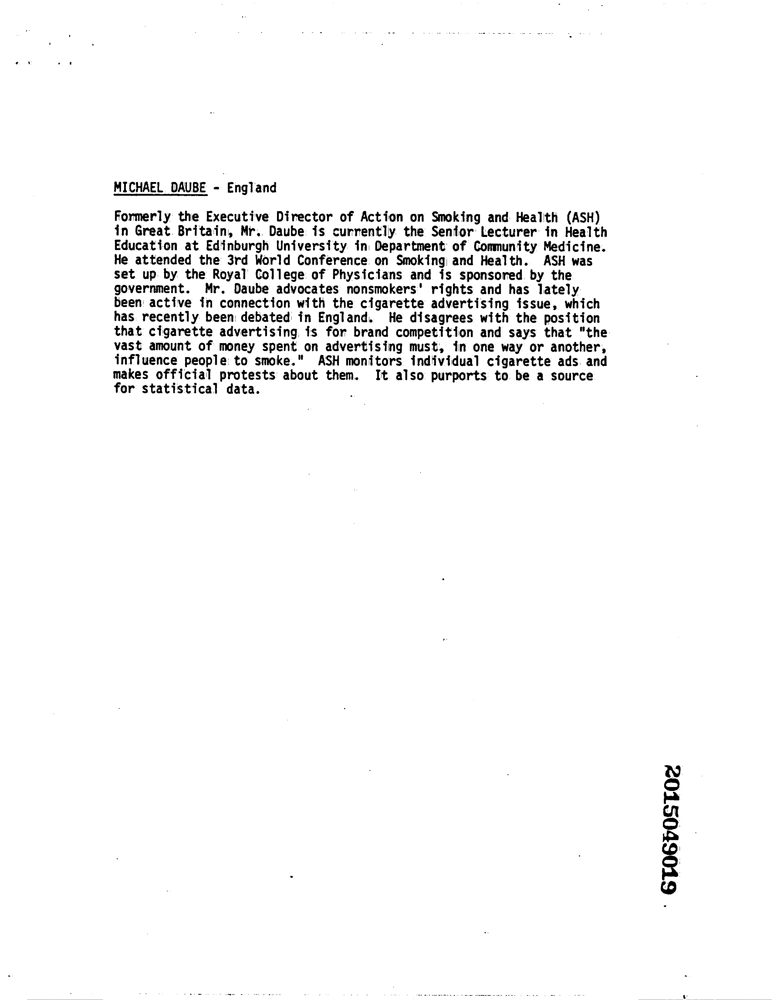 MICHAEL DAUBE - England
Formerly the Executive Director of Action on Smoking and Health (ASH)
in Great Britain, Mr. Daube is currently the Senior Lecturer in Health
Education at Edinburgh University in Department of Community Medicine.
He attended the 3rd World Conference on Smoking and Health. ASH was
set up by the Royal College of Physicians and is sponsored by the
government. Mr. Daube advocates nonsmokers' rights and has lately
been active in connection with the cigarette advertising issue, which
has recently been debated in England. He disagrees with the position
that cigarette advertising is for brand competition and says that "the
vast amount of money spent on advertising must, in one way or another,
influence people to smoke." ASH monitors individual cigarette ads and
makes official protests about them. It also purports to be a source
for statistical data.
2015049019